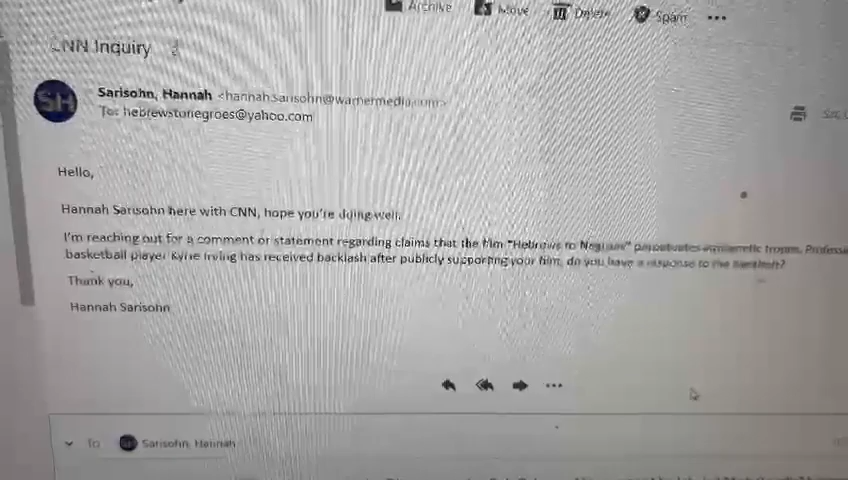 Archive Move Delete Spam
CNN Inquiry
SH
Sarisohn, Hannah <hannah.sarisohn@warnermedia.com>
To: hebrewstonegroes@yahoo.com
Hello,
Hannah Sarisohn here with CNN, hope you're doing well.
I'm reaching out for a comment or statement regarding claims that the film "Hebrews to Negroes" perpetuates antisemitic tropes.
basketball player Kyrie Irving has received backlash after publicly supporting your film, do you have a response to the backlash?
Thank you,
Hannah Sarisohn
To Sarisohn, Hannah